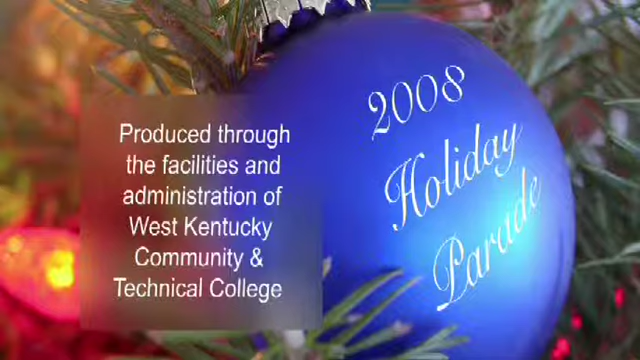 Produced through
the facilities and
administration of
West Kentucky
Community &
Technical College
2008
Holiday
Parade